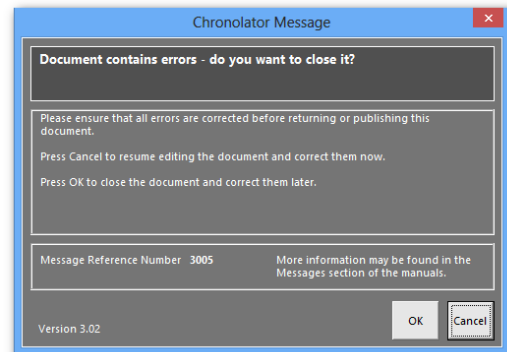 Chronolator Message
x
Document contains errors - do you want to close it?
Please ensure that all errors are corrected before returning or publishing this
document.
Press Cancel to resume editing the document and correct them now.
Press OK to close the document and correct them later.
Message Reference Number 3005
More information may be found in the
Messages section of the manuals.
Version 3.02
OK
Cancel